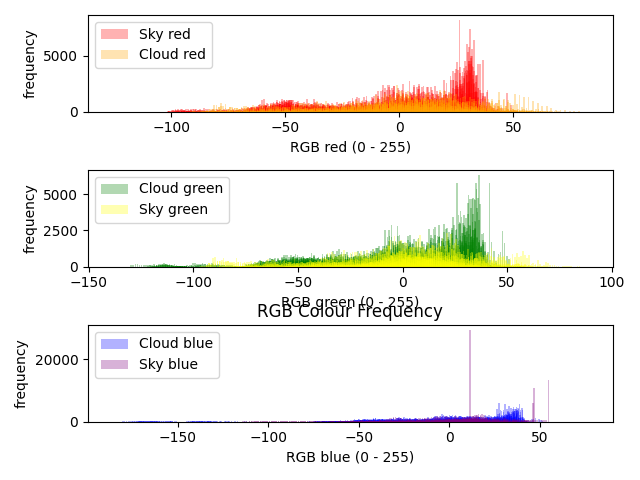 Sky red
Cloud red
frequency
5000
0
−100
−50
0
50
RGB red (0 - 255)
Cloud green
Sky green
frequency
5000
2500
0
−150
−100
−50
0
50
100
RGB green (0 - 255)
RGB Colour Frequency
Cloud blue
Sky blue
frequency
20000
0
−150
−100
−50
0
50
RGB blue (0 - 255)